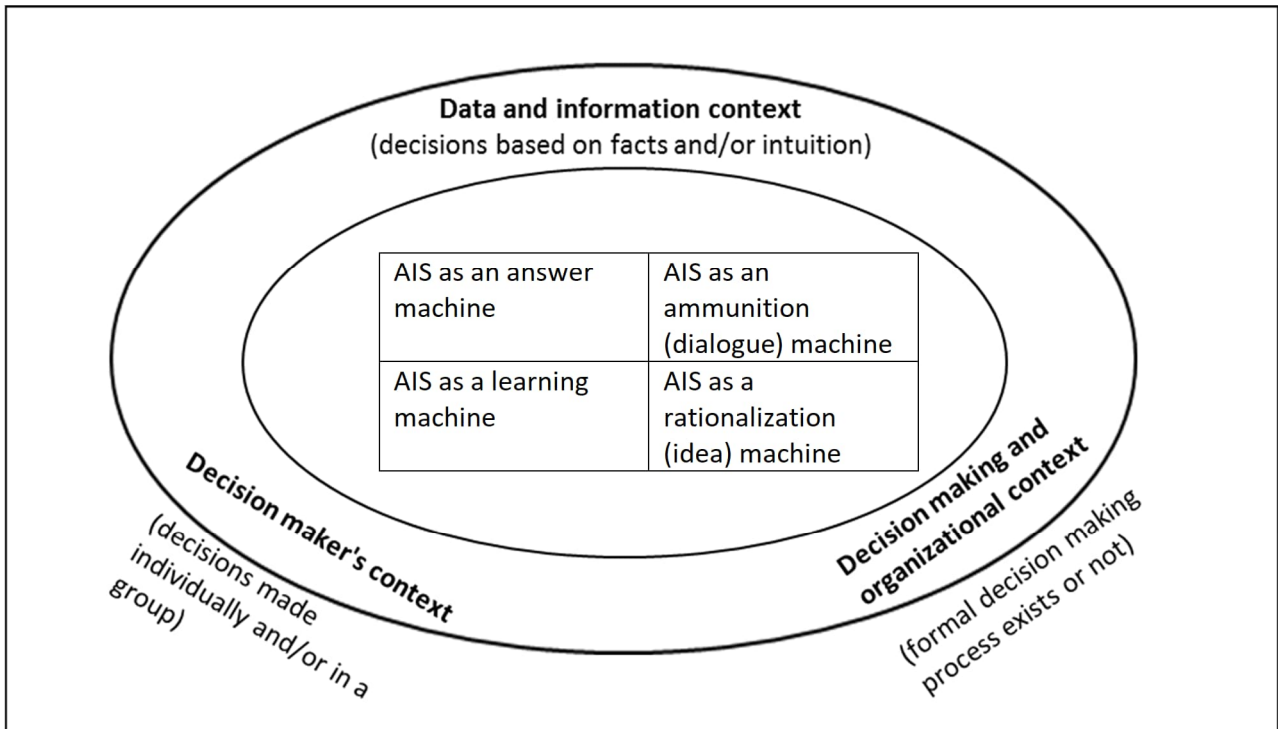 Data and information context
(decisions based on facts and/or intuition)
AIS as an answer
machine
AIS as an
ammunition
(dialogue) machine
AIS as a learning
machine
AIS as a
rationalization
(idea) machine
Decision maker's context
(decisions made
individually and/or in a
group)
Decision making and
organizational context
(formal decision making
process exists or not)